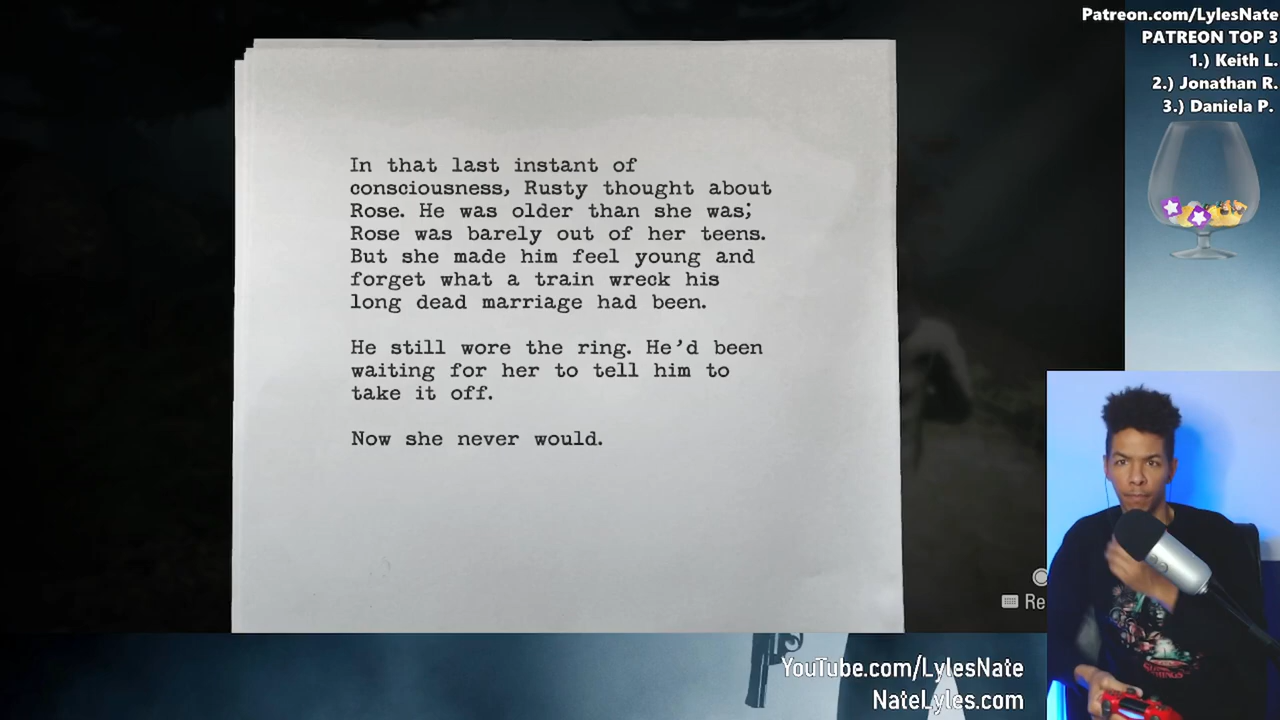 Patreon.com/LylesNate
PATREON TOP 3
1.) Keith L.
2.) Jonathan R.
3.) Daniela P.
In that last instant of
consciousness, Rusty thought about
Rose. He was older than she was;
Rose was barely out of her teens.
But she made him feel young and
forget what a train wreck his
long dead marriage had been.
He still wore the ring. He’d been
waiting for her to tell him to
take it off.
Now she never would.
Re
YouTube.com/LylesNate
NateLyles.com